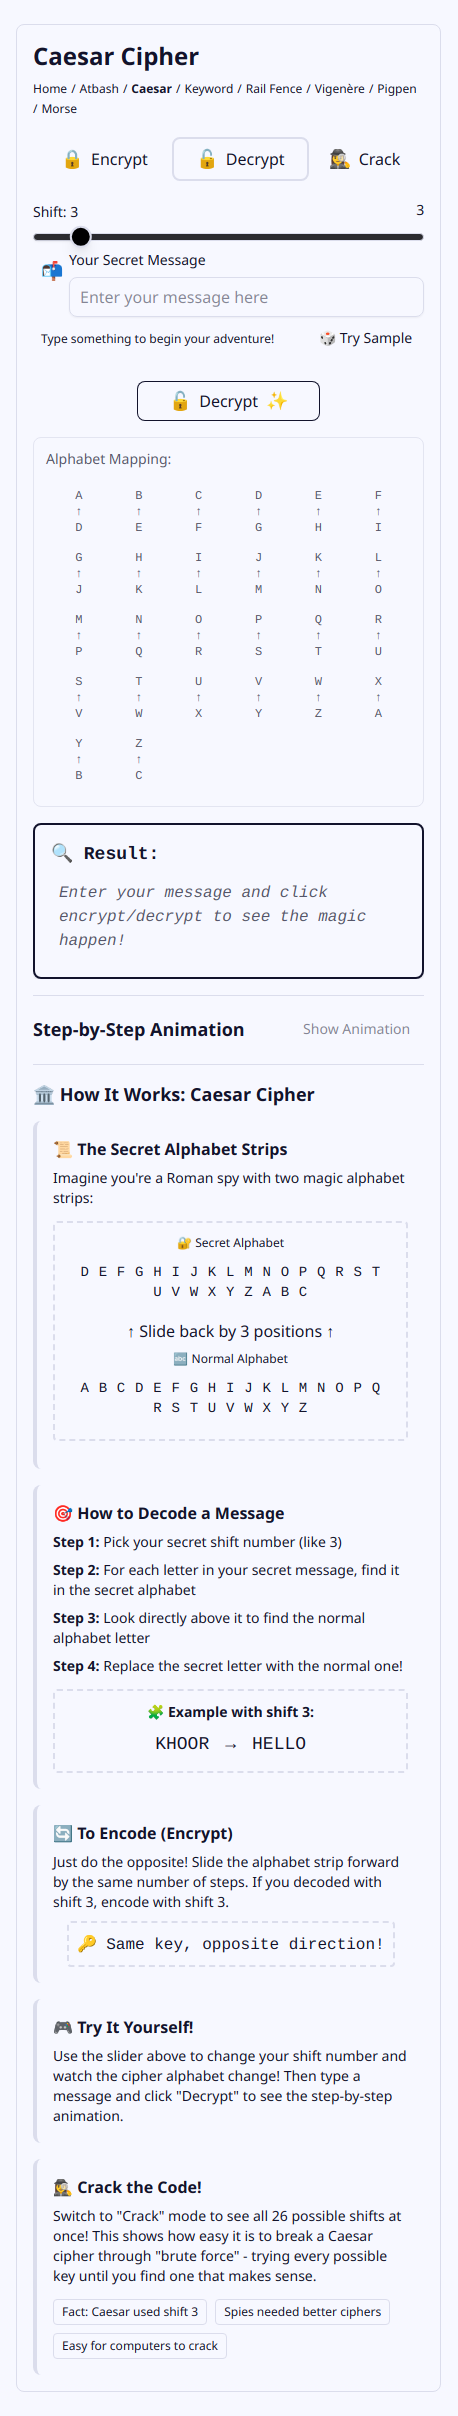 Caesar Cipher
Home / Atbash / Caesar / Keyword / Rail Fence / Vigenère / Pigpen
/ Morse
🔒 Encrypt 🔓 Decrypt 🕵️ Crack
Shift: 3 3
📬 Your Secret Message
Enter your message here
Type something to begin your adventure! 🎲 Try Sample
🔓 Decrypt ✨
Alphabet Mapping:
A B C D E F
↑ ↑ ↑ ↑ ↑ ↑
D E F G H I
G H I J K L
↑ ↑ ↑ ↑ ↑ ↑
J K L M N O
M N O P Q R
↑ ↑ ↑ ↑ ↑ ↑
P Q R S T U
S T U V W X
↑ ↑ ↑ ↑ ↑ ↑
V W X Y Z A
Y Z
↑ ↑
B C
🔍 Result:
Enter your message and click
encrypt/decrypt to see the magic
happen!
Step-by-Step Animation Show Animation
🏛️ How It Works: Caesar Cipher
📜 The Secret Alphabet Strips
Imagine you're a Roman spy with two magic alphabet
strips:
🔐 Secret Alphabet
D E F G H I J K L M N O P Q R S T
U V W X Y Z A B C
↑ Slide back by 3 positions ↑
🔤 Normal Alphabet
A B C D E F G H I J K L M N O P Q
R S T U V W X Y Z
🎯 How to Decode a Message
Step 1: Pick your secret shift number (like 3)
Step 2: For each letter in your secret message, find it
in the secret alphabet
Step 3: Look directly above it to find the normal
alphabet letter
Step 4: Replace the secret letter with the normal one!
🧩 Example with shift 3:
KHOOR → HELLO
🔄 To Encode (Encrypt)
Just do the opposite! Slide the alphabet strip forward
by the same number of steps. If you decoded with
shift 3, encode with shift 3.
🔑 Same key, opposite direction!
🎮 Try It Yourself!
Use the slider above to change your shift number and
watch the cipher alphabet change! Then type a
message and click "Decrypt" to see the step-by-step
animation.
🕵️ Crack the Code!
Switch to "Crack" mode to see all 26 possible shifts at
once! This shows how easy it is to break a Caesar
cipher through "brute force" - trying every possible
key until you find one that makes sense.
Fact: Caesar used shift 3 Spies needed better ciphers
Easy for computers to crack